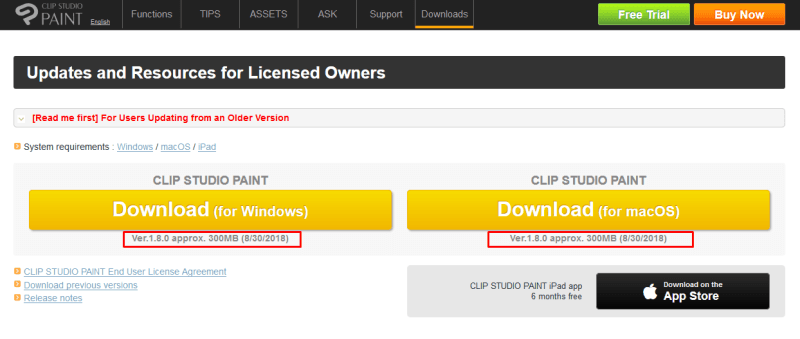 CLIP STUDIO
PAINT English
Functions TIPS ASSETS ASK Support Downloads Free Trial Buy Now
Updates and Resources for Licensed Owners
[Read me first] For Users Updating from an Older Version
System requirements : Windows / macOS / iPad
CLIP STUDIO PAINT
Download (for Windows)
Ver.1.8.0 approx. 300MB (8/30/2018)
CLIP STUDIO PAINT
Download (for macOS)
Ver.1.8.0 approx. 300MB (8/30/2018)
CLIP STUDIO PAINT End User License Agreement
Download previous versions
Release notes
CLIP STUDIO PAINT iPad app
6 months free
Download on the
App Store